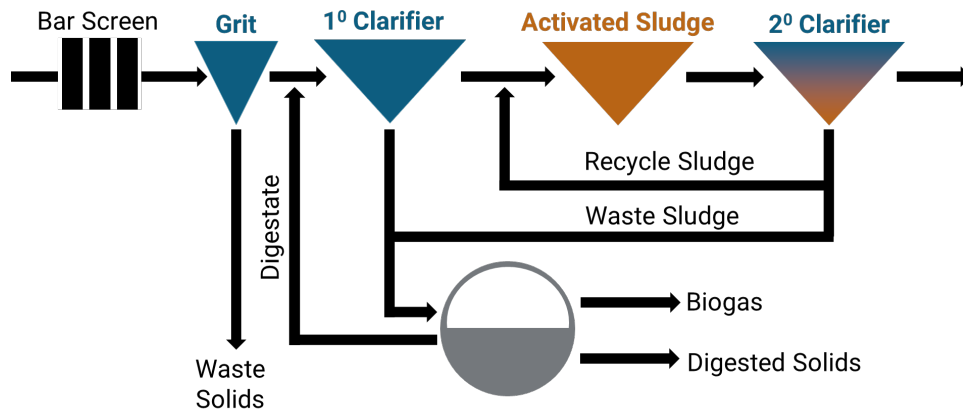 Bar Screen
Grit
1⁰ Clarifier
Activated Sludge
2⁰ Clarifier
Recycle Sludge
Waste Sludge
Digestate
Biogas
Digested Solids
Waste
Solids